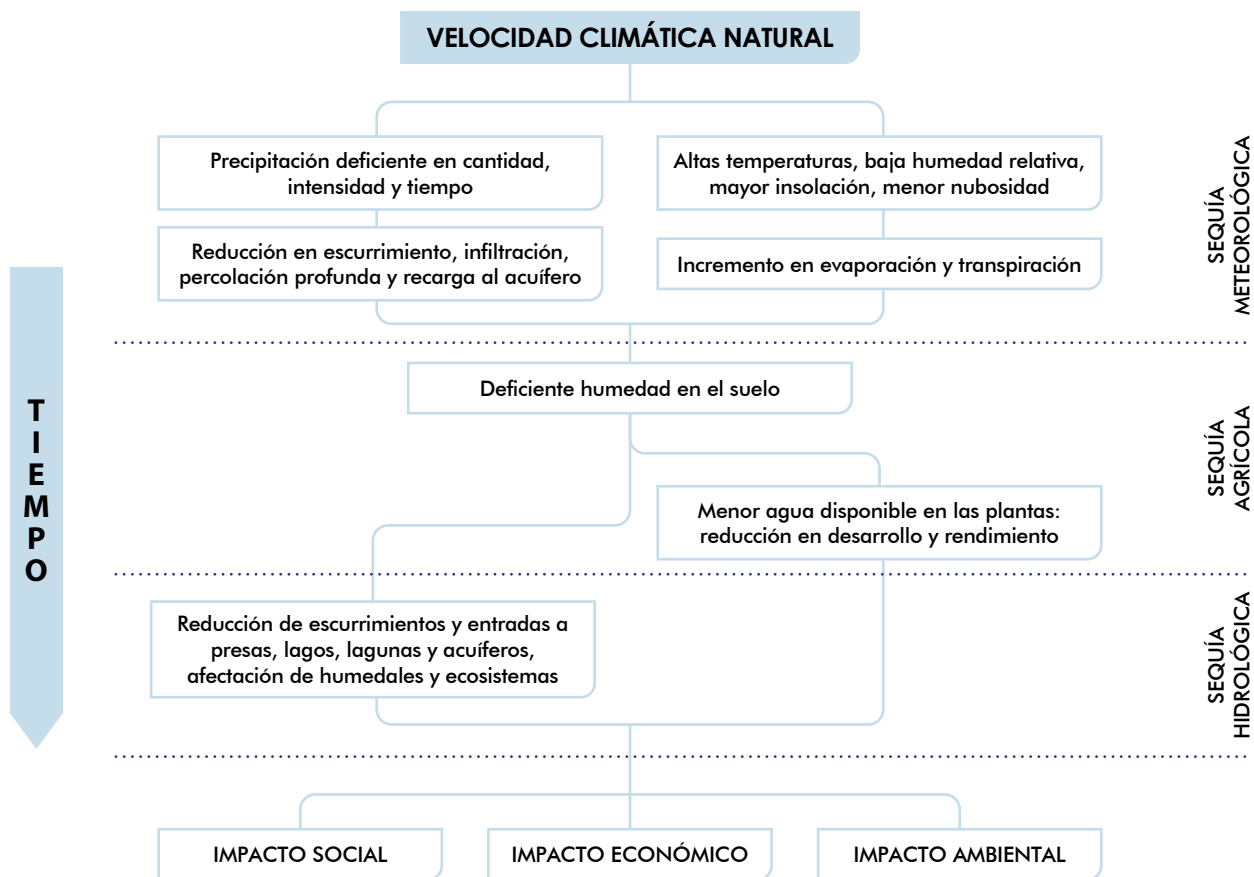 VELOCIDAD CLIMÁTICA NATURAL
Precipitación deficiente en cantidad,
intensidad y tiempo
Altas temperaturas, baja humedad relativa,
mayor insolación, menor nubosidad
Reducción en escurrimiento, infiltración,
percolación profunda y recarga al acuífero
Incremento en evaporación y transpiración
SEQUÍA
METEOROLÓGICA
TIEMPO
Deficiente humedad en el suelo
Menor agua disponible en las plantas:
reducción en desarrollo y rendimiento
SEQUÍA
AGRÍCOLA
Reducción de escurrimientos y entradas a
presas, lagos, lagunas y acuíferos,
afectación de humedales y ecosistemas
SEQUÍA
HIDROLÓGICA
IMPACTO SOCIAL
IMPACTO ECONÓMICO
IMPACTO AMBIENTAL